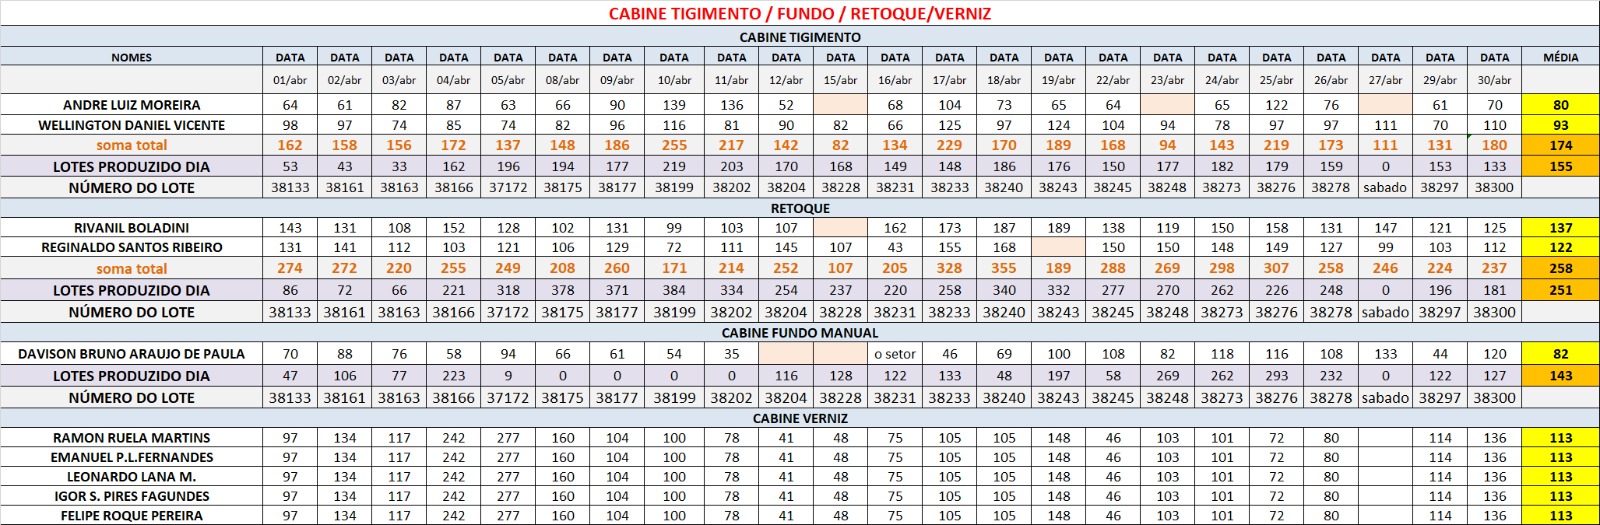 CABINE TIGIMENTO / FUNDO / RETOQUE/VERNIZ
CABINE TIGIMENTO
NOMES DATA DATA DATA DATA DATA DATA DATA DATA DATA DATA DATA DATA DATA DATA DATA DATA DATA DATA DATA DATA DATA DATA DATA MÉDIA
01/abr 02/abr 03/abr 04/abr 05/abr 08/abr 09/abr 10/abr 11/abr 12/abr 15/abr 16/abr 17/abr 18/abr 19/abr 22/abr 23/abr 24/abr 25/abr 26/abr 27/abr 29/abr 30/abr
ANDRE LUIZ MOREIRA 64 61 82 87 63 66 90 139 136 52 68 104 73 65 64 65 122 76 61 70 80
WELLINGTON DANIEL VICENTE 98 97 74 85 74 82 96 116 81 90 82 66 125 97 124 104 94 78 97 97 111 70 110 93
soma total 162 158 156 172 137 148 186 255 217 142 82 134 229 170 189 168 94 143 219 173 111 131 180 174
LOTES PRODUZIDO DIA 53 43 33 162 196 194 177 219 203 170 168 149 148 186 176 150 177 182 179 159 0 153 133 155
NÚMERO DO LOTE 38133 38161 38163 38166 37172 38175 38177 38199 38202 38204 38228 38231 38233 38240 38243 38245 38248 38273 38276 38278 sabado 38297 38300
RETOQUE
RIVANIL BOLADINI 143 131 108 152 128 102 131 99 103 107 162 173 187 189 138 119 150 158 131 147 121 125 137
REGINALDO SANTOS RIBEIRO 131 141 112 103 121 106 129 72 111 145 107 43 155 168 150 150 148 149 127 99 103 112 122
soma total 274 272 220 255 249 208 260 171 214 252 107 205 328 355 189 288 269 298 307 258 246 224 237 258
LOTES PRODUZIDO DIA 86 72 66 221 318 378 371 384 334 254 237 220 258 340 332 277 270 262 226 248 0 196 181 251
NÚMERO DO LOTE 38133 38161 38163 38166 37172 38175 38177 38199 38202 38204 38228 38231 38233 38240 38243 38245 38248 38273 38276 38278 sabado 38297 38300
CABINE FUNDO MANUAL
DAVISON BRUNO ARAUJO DE PAULA 70 88 76 58 94 66 61 54 35 o setor 46 69 100 108 82 118 116 108 133 44 120 82
LOTES PRODUZIDO DIA 47 106 77 223 9 0 0 0 0 116 128 122 133 48 197 58 269 262 293 232 0 122 127 143
NÚMERO DO LOTE 38133 38161 38163 38166 37172 38175 38177 38199 38202 38204 38228 38231 38233 38240 38243 38245 38248 38273 38276 38278 sabado 38297 38300
CABINE VERNIZ
RAMON RUELA MARTINS 97 134 117 242 277 160 104 100 78 41 48 75 105 105 148 46 103 101 72 80 114 136 113
EMANUEL P.L.FERNANDES 97 134 117 242 277 160 104 100 78 41 48 75 105 105 148 46 103 101 72 80 114 136 113
LEONARDO LANA M. 97 134 117 242 277 160 104 100 78 41 48 75 105 105 148 46 103 101 72 80 114 136 113
IGOR S. PIRES FAGUNDES 97 134 117 242 277 160 104 100 78 41 48 75 105 105 148 46 103 101 72 80 114 136 113
FELIPE ROQUE PEREIRA 97 134 117 242 277 160 104 100 78 41 48 75 105 105 148 46 103 101 72 80 114 136 113